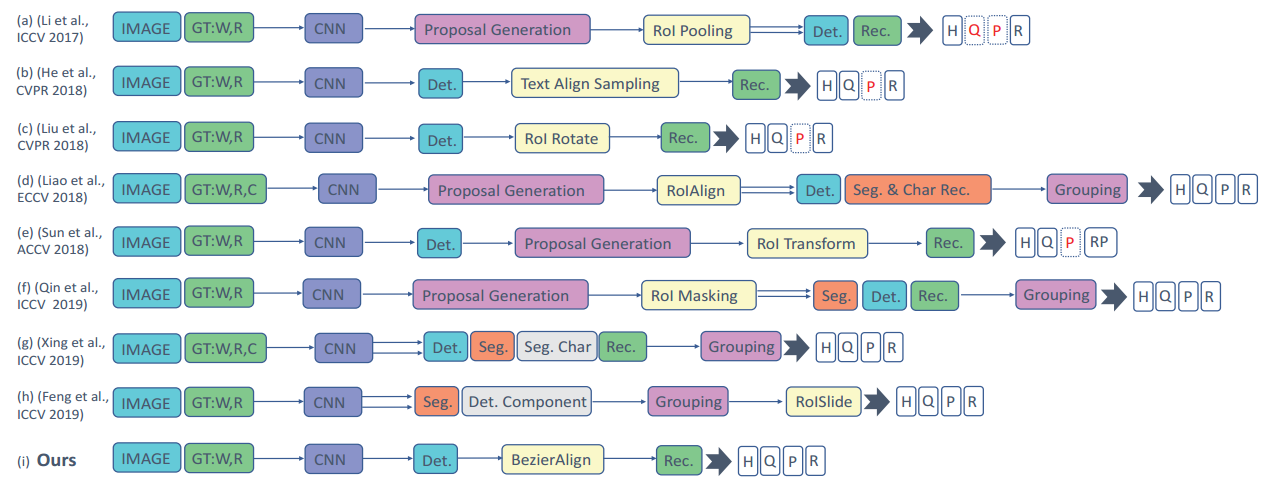 (a) (Li et al., ICCV 2017) IMAGE GT:W,R CNN Proposal Generation RoI Pooling Det. Rec. H Q P R
(b) (He et al., CVPR 2018) IMAGE GT:W,R CNN Det. Text Align Sampling Rec. H Q P R
(c) (Liu et al., CVPR 2018) IMAGE GT:W,R CNN Det. RoI Rotate Rec. H Q P R
(d) (Liao et al., ECCV 2018) IMAGE GT:W,R,C CNN Proposal Generation RoIAlign Det. Seg. & Char Rec. Grouping H Q P R
(e) (Sun et al., ACCV 2018) IMAGE GT:W,R CNN Det. Proposal Generation RoI Transform Rec. H Q P RP
(f) (Qin et al., ICCV 2019) IMAGE GT:W,R CNN Proposal Generation RoI Masking Seg. Det. Rec. Grouping H Q P R
(g) (Xing et al., ICCV 2019) IMAGE GT:W,R,C CNN Det. Seg. Seg. Char Rec. Grouping H Q P R
(h) (Feng et al., ICCV 2019) IMAGE GT:W,R CNN Seg. Det. Component Grouping RoISlide H Q P R
(i) Ours IMAGE GT:W,R CNN Det. BezierAlign Rec. H Q P R